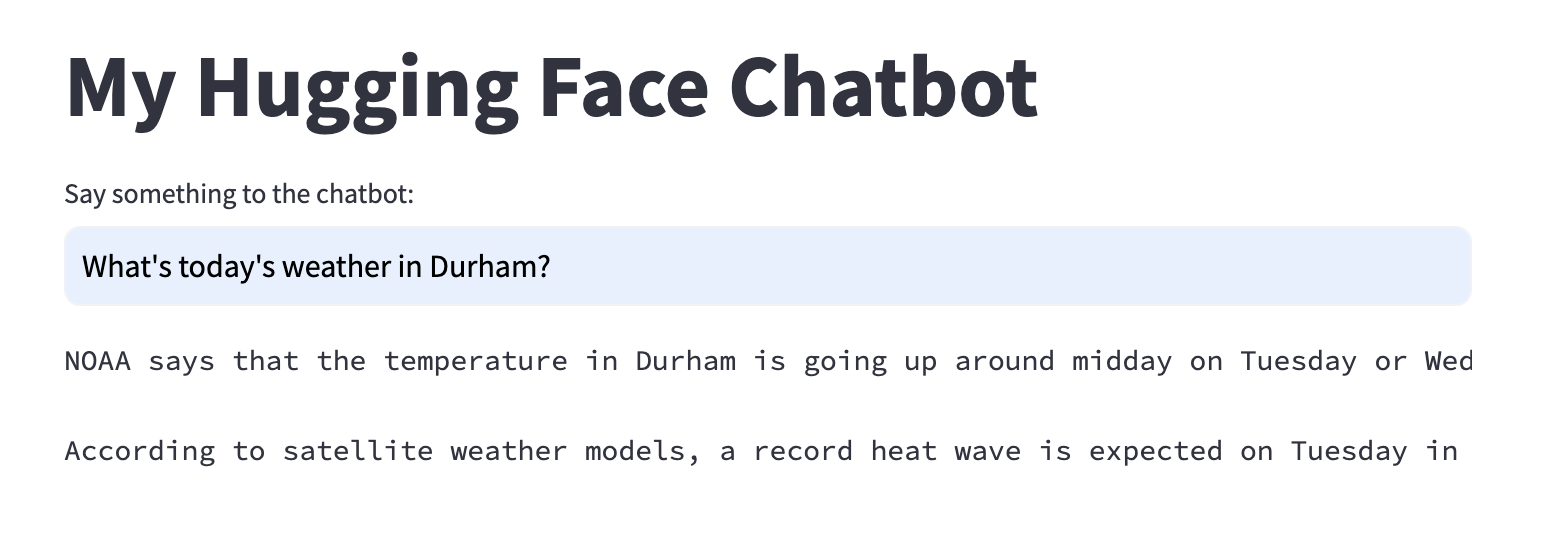 My Hugging Face Chatbot
Say something to the chatbot:
What's today's weather in Durham?
NOAA says that the temperature in Durham is going up around midday on Tuesday or Wed
According to satellite weather models, a record heat wave is expected on Tuesday in